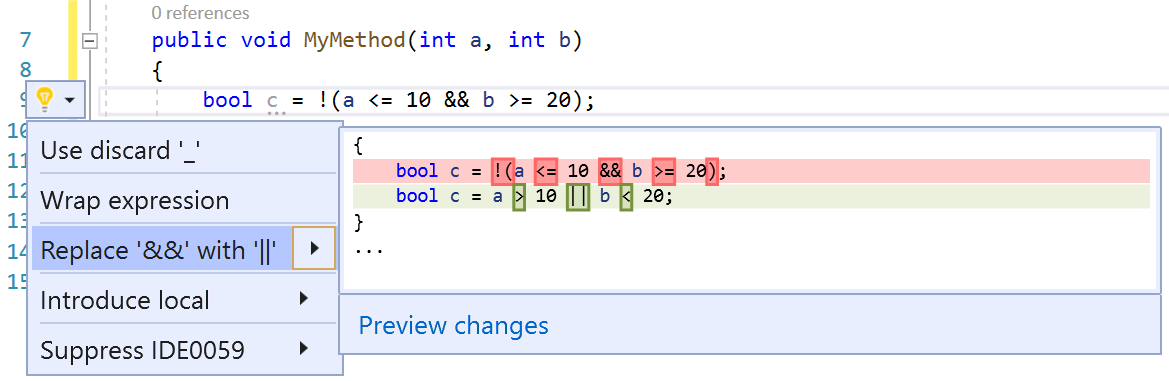 0 references
7 public void MyMethod(int a, int b)
8 {
9 bool c = !(a <= 10 && b >= 20);
10
11
12
13
14
15
Use discard '_'
Wrap expression
Replace '&&' with '||'
Introduce local
Suppress IDE0059
{
bool c = !(a <= 10 && b >= 20);
bool c = a > 10 || b < 20;
}
...
Preview changes